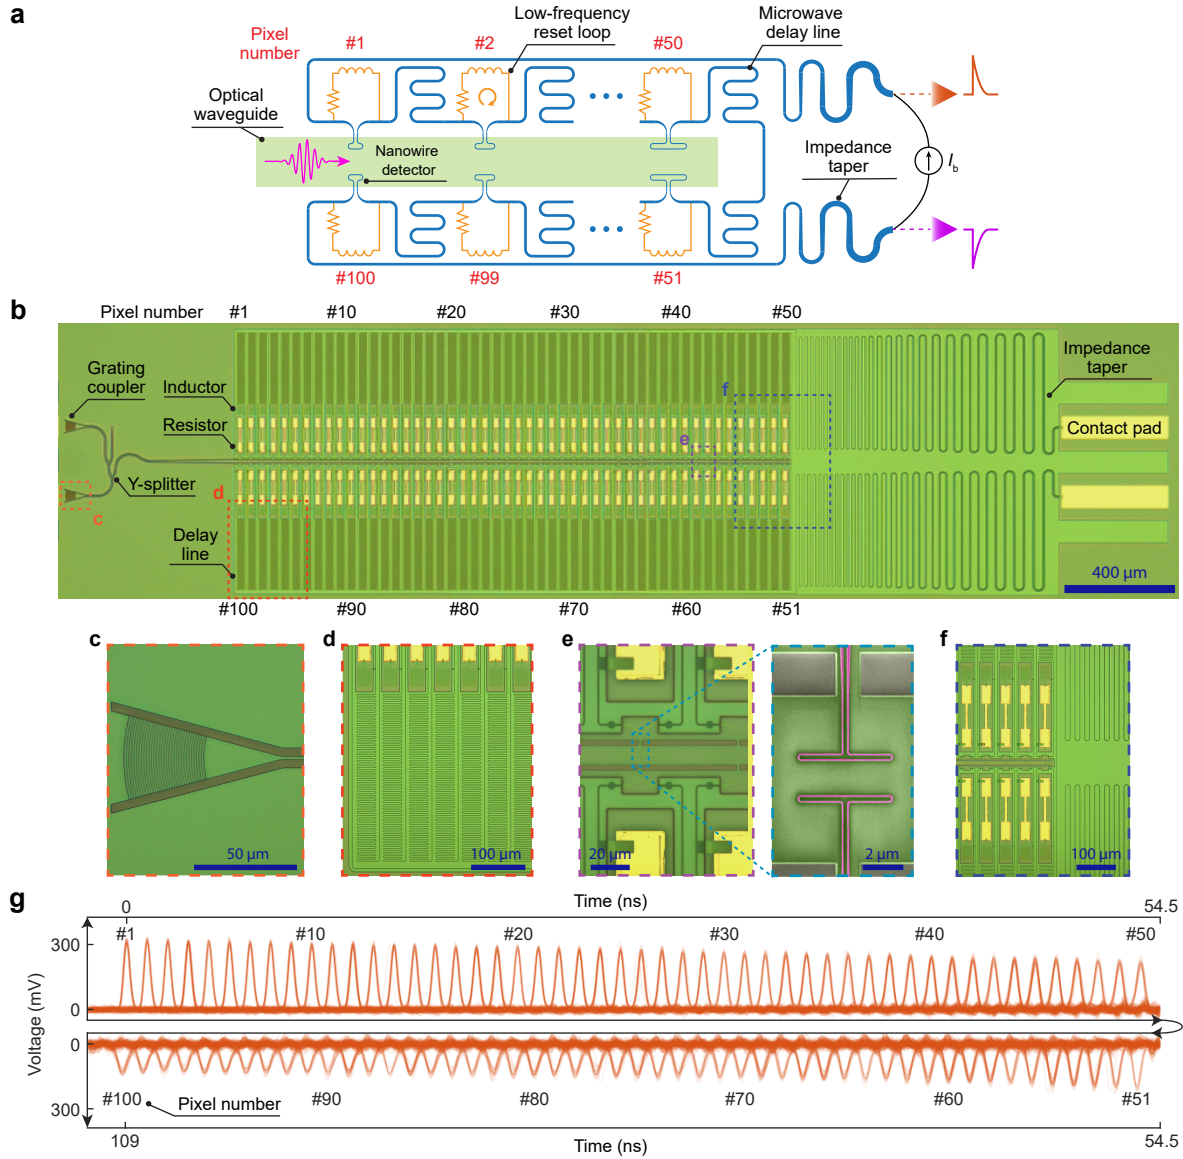 a
Pixel
number
#1
#2
Low-frequency
reset loop
#50
Microwave
delay line
Optical
waveguide
Nanowire
detector
Impedance
taper
Ib
#100
#99
#51
b
Pixel number
#1
#10
#20
#30
#40
#50
Grating
coupler
Inductor
Resistor
Y-splitter
Delay
line
c
d
e
f
Impedance
taper
Contact pad
400 μm
#100
#90
#80
#70
#60
#51
c
50 μm
d
100 μm
e
20 μm
2 μm
f
100 μm
g
Time (ns)
0
54.5
#1
#10
#20
#30
#40
#50
Voltage (mV)
300
0
0
300
#100
Pixel number
#90
#80
#70
#60
#51
109
Time (ns)
54.5